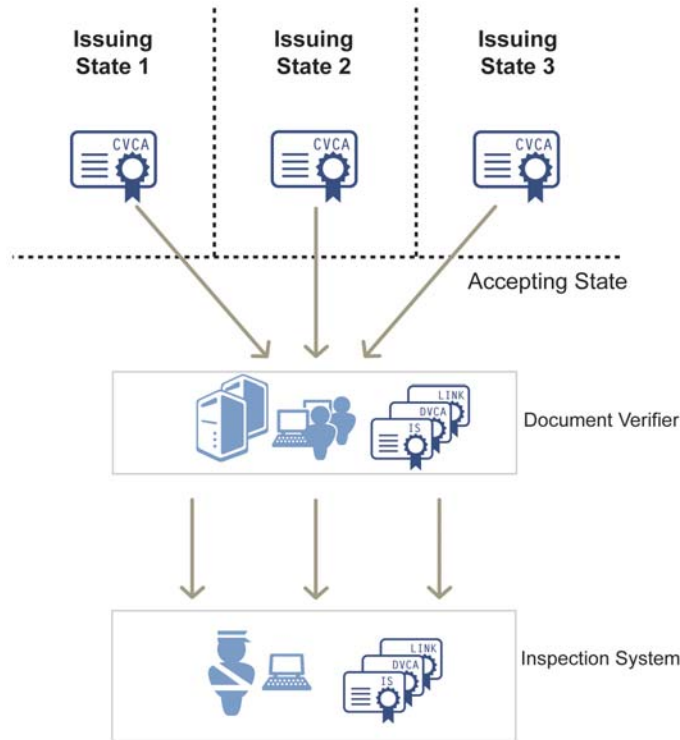 Issuing
State 1
Issuing
State 2
Issuing
State 3
CVCA
CVCA
CVCA
Accepting State
LINK
DVCA
IS
Document Verifier
LINK
DVCA
IS
Inspection System